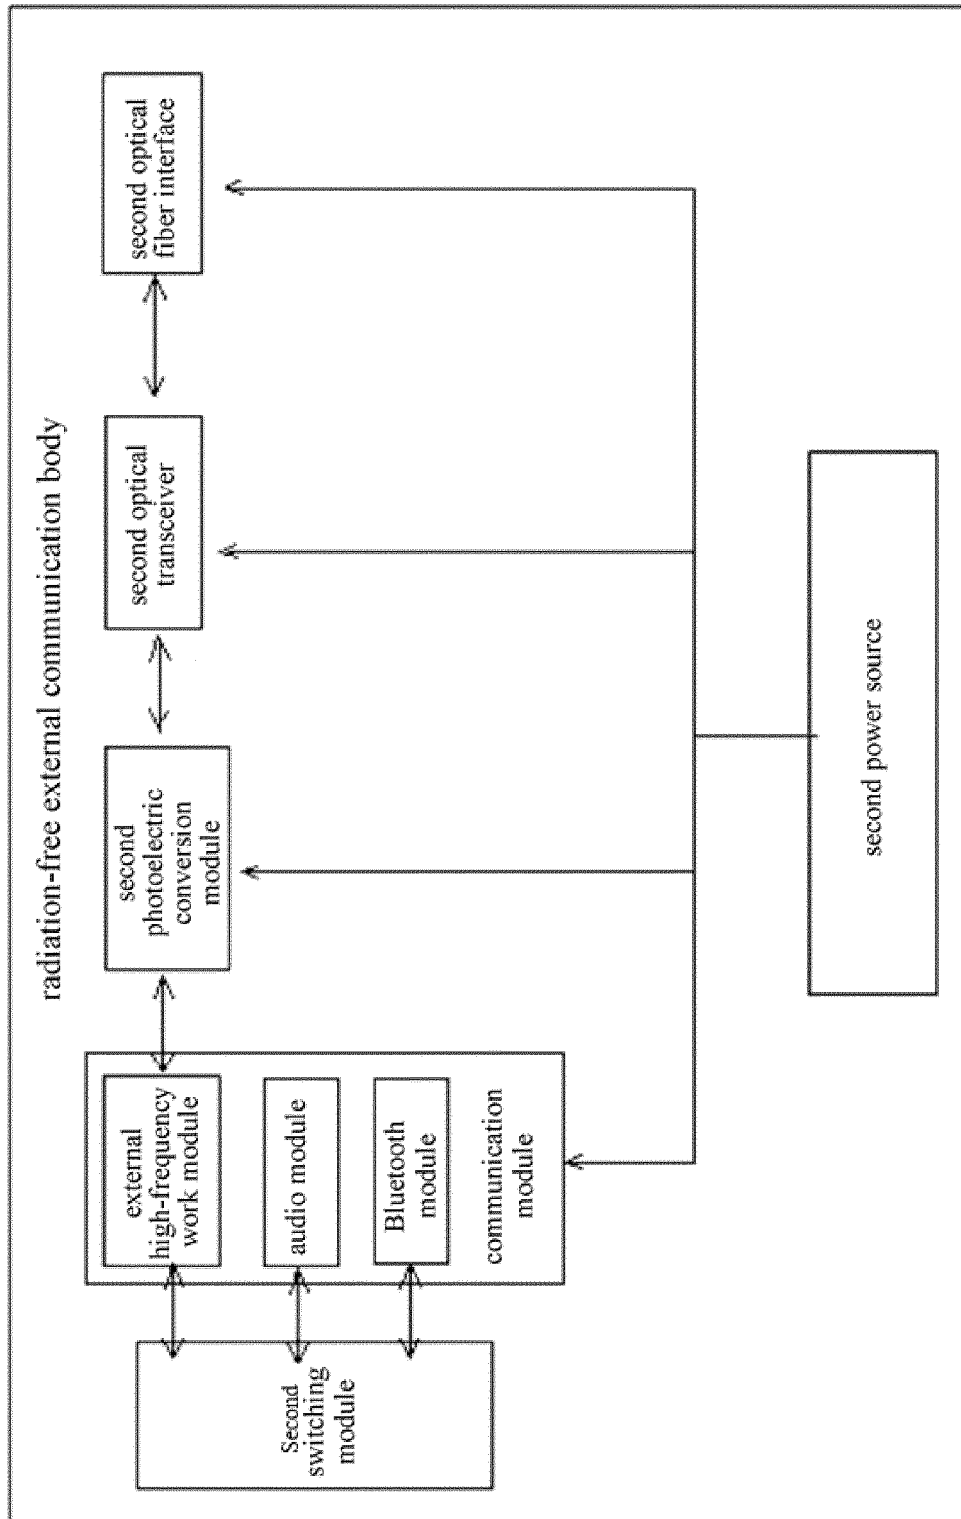 radiation-free external communication body
Second
switching
module
external
high-frequency
work module
audio module
Bluetooth
module
communication
module
second
photoelectric
conversion
module
second optical
transceiver
second optical
fiber interface
second power source